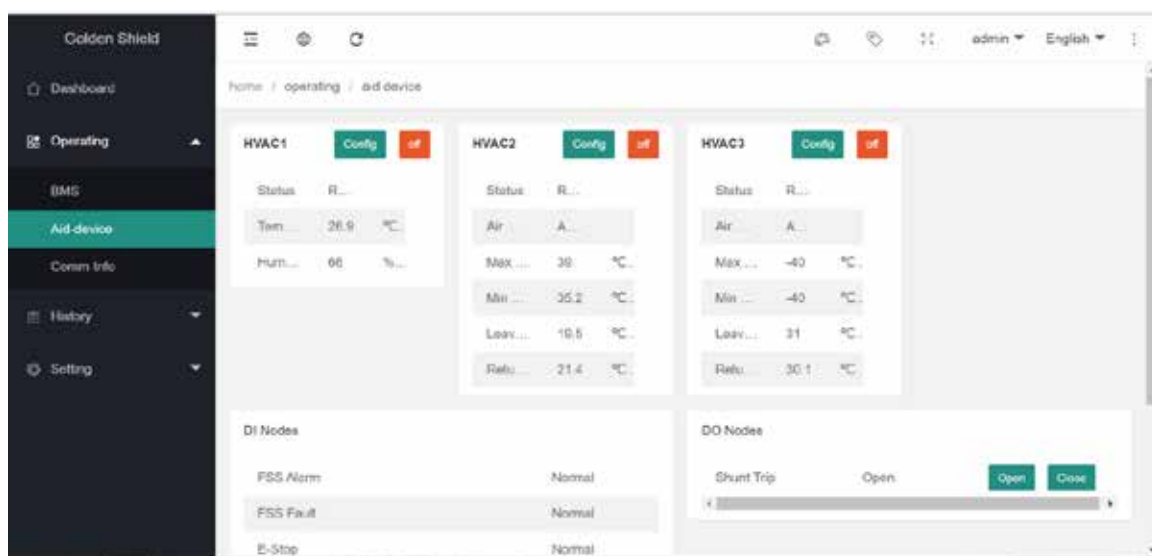 Golden Shield
admin English
Dashboard
home / operating / aid device
Operating
HVAC1 Config off
HVAC2 Config off
HVAC3 Config off
BMS
Status R...
Status R...
Status R...
Aid-device
Tem... 26.9 ℃..
Air ... A...
Air ... A...
Comm Info
Hum... 66 %...
Max ... 39 ℃..
Max ... -40 ℃..
Min ... 35.2 ℃..
Min ... -40 ℃..
History
Leav... 19.5 ℃..
Leav... 31 ℃..
Setting
Retu... 21.4 ℃..
Retu... 30.1 ℃..
DI Nodes
DO Nodes
FSS Alarm Normal
Shunt Trip Open Open Close
FSS Fault Normal
E-Stop Normal